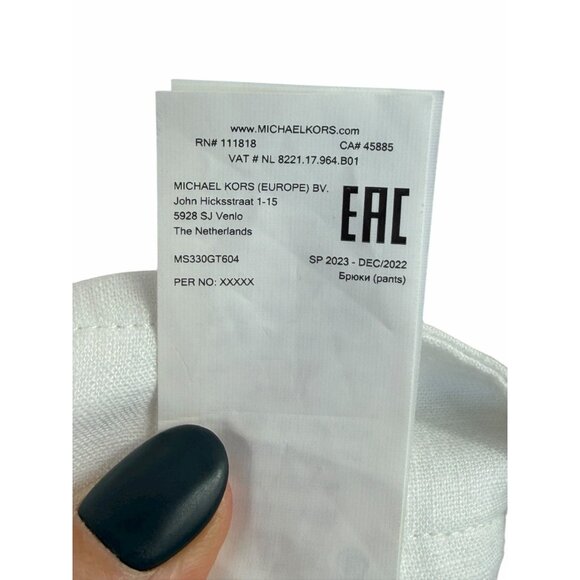 www.MICHAELKORS.com
RN# 111818 CA# 45885
VAT # NL 8221.17.964.B01
MICHAEL KORS (EUROPE) BV.
John Hicksstraat 1-15
5928 SJ Venlo
The Netherlands
EAC
MS330GT604 SP 2023 - DEC/2022
Брюки (pants)
PER NO: XXXXX